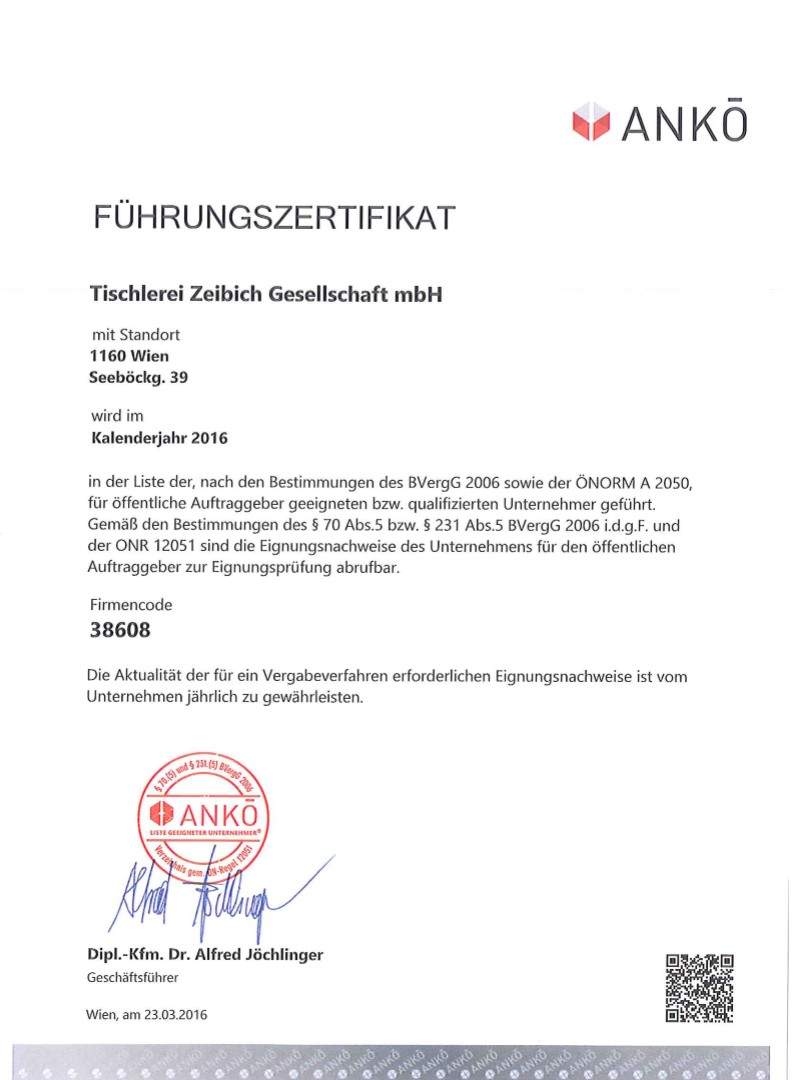 ANKÖ
FÜHRUNGSZERTIFIKAT
Tischlerei Zeibich Gesellschaft mbH
mit Standort
1160 Wien
Seeböckg. 39
wird im
Kalenderjahr 2016
in der Liste der, nach den Bestimmungen des BVergG 2006 sowie der ÖNORM A 2050,
für öffentliche Auftraggeber geeigneten bzw. qualifizierten Unternehmer geführt.
Gemäß den Bestimmungen des § 70 Abs.5 bzw. § 231 Abs.5 BVergG 2006 i.d.g.F. und
der ONR 12051 sind die Eignungsnachweise des Unternehmens für den öffentlichen
Auftraggeber zur Eignungsprüfung abrufbar.
Firmencode
38608
Die Aktualität der für ein Vergabeverfahren erforderlichen Eignungsnachweise ist vom
Unternehmen jährlich zu gewährleisten.
§ 70.(5) und § 231.(5) BVergG 2006
ANKÖ
LISTE GEEIGNETER UNTERNEHMER®
Verzeichnis gem. ON-Regel 12051
Alfred Jöchlinger
Dipl.-Kfm. Dr. Alfred Jöchlinger
Geschäftsführer
Wien, am 23.03.2016
ANKÖ ANKÖ ANKÖ ANKÖ ANKÖ ANKÖ ANKÖ ANKÖ